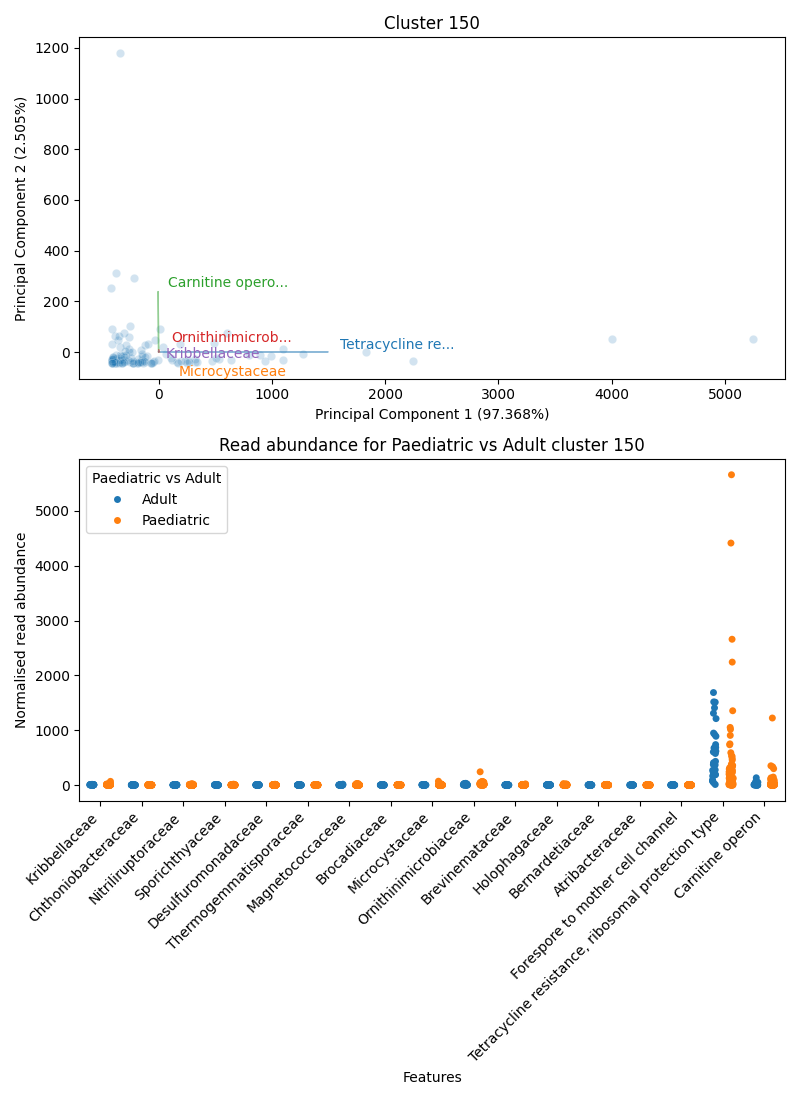 Cluster 150
1200
1000
800
600
400
200
0
Principal Component 2 (2.505%)
Carnitine opero...
Ornithinimicrob...
Tetracycline re...
Kribbellaceae
Microcystaceae
0 1000 2000 3000 4000 5000
Principal Component 1 (97.368%)
Read abundance for Paediatric vs Adult cluster 150
Paediatric vs Adult
Adult
Paediatric
5000
4000
3000
2000
1000
0
Normalised read abundance
Kribbellaceae
Chthoniobacteraceae
Nitriliruptoraceae
Sporichthyaceae
Desulfuromonadaceae
Thermogemmatisporaceae
Magnetococcaceae
Brocadiaceae
Microcystaceae
Ornithinimicrobiaceae
Brevinemataceae
Holophagaceae
Bernardetiaceae
Atribacteraceae
Forespore to mother cell channel
Tetracycline resistance, ribosomal protection type
Carnitine operon
Features